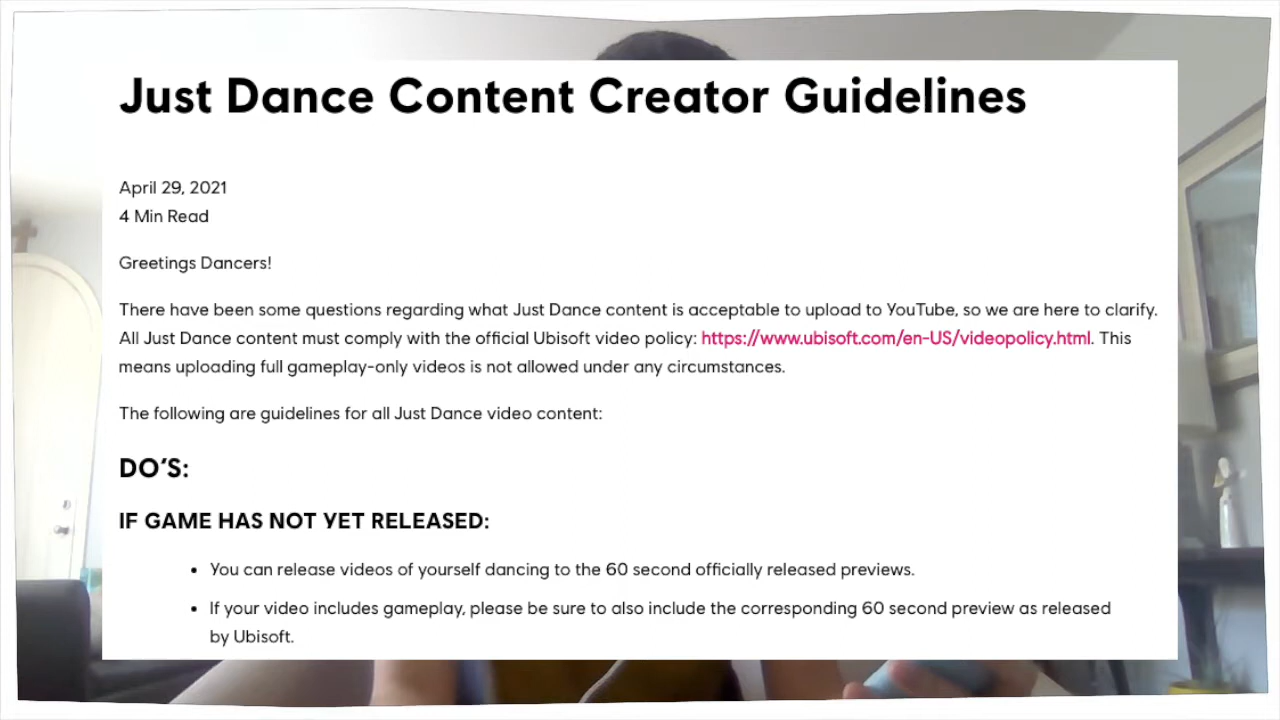 Just Dance Content Creator Guidelines
April 29, 2021
4 Min Read
Greetings Dancers!
There have been some questions regarding what Just Dance content is acceptable to upload to YouTube, so we are here to clarify.
All Just Dance content must comply with the official Ubisoft video policy: https://www.ubisoft.com/en-US/videopolicy.html. This
means uploading full gameplay-only videos is not allowed under any circumstances.
The following are guidelines for all Just Dance video content:
DO'S:
IF GAME HAS NOT YET RELEASED:
• You can release videos of yourself dancing to the 60 second officially released previews.
• If your video includes gameplay, please be sure to also include the corresponding 60 second preview as released
by Ubisoft.